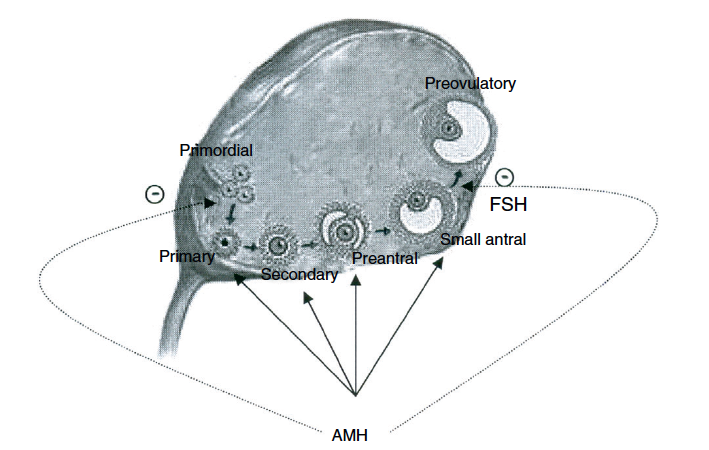 Preovulatory
Primordial
⊖
⊖
FSH
Small antral
Primary
Preantral
Secondary
AMH